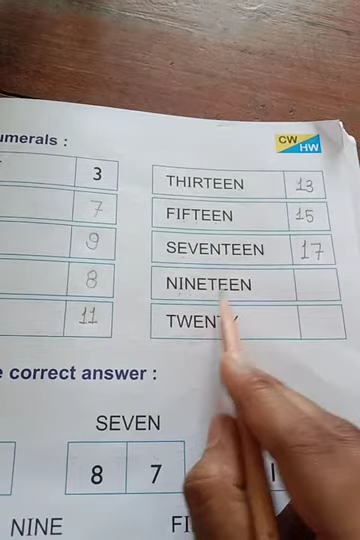 umerals :
CW
HW
3
7
9
8
11
THIRTEEN 13
FIFTEEN 15
SEVENTEEN 17
NINETEEN
TWENTY
e correct answer :
SEVEN
8 7
NINE